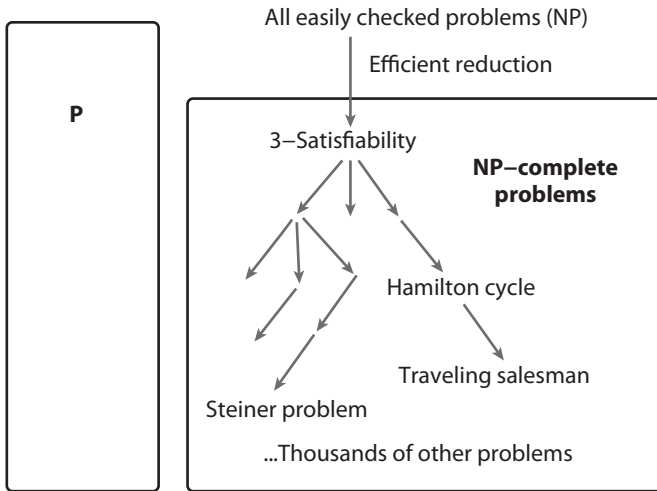 All easily checked problems (NP)
Efficient reduction
P
3−Satisfiability
NP−complete
problems
Hamilton cycle
Traveling salesman
Steiner problem
...Thousands of other problems